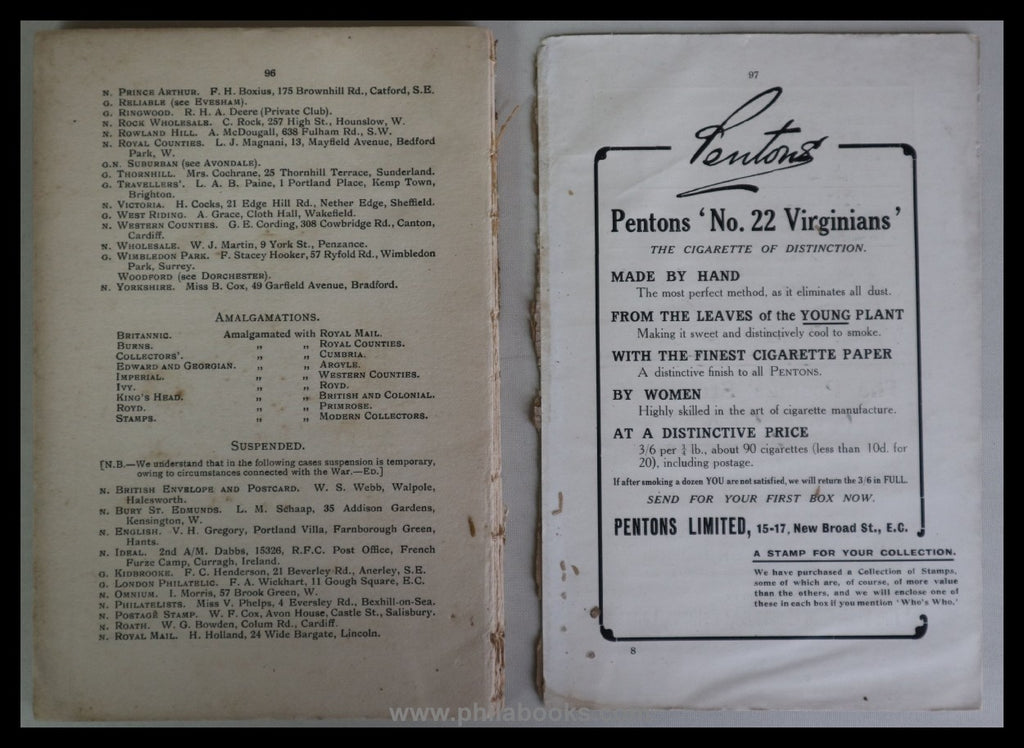 96
N. PRINCE ARTHUR. F. H. Boxius, 175 Brownhill Rd., Catford, S.E.
G. RELIABLE (see EVESHAM).
G. RINGWOOD. R. H. A. Deere (Private Club).
N. ROCK WHOLESALE. C. Rock, 257 High St., Hounslow, W.
N. ROWLAND HILL. A. McDougall, 638 Fulham Rd., S.W.
N. ROYAL COUNTIES. L. J. Magnani, 13, Mayfield Avenue, Bedford
Park, W.
G.N. SUBURBAN (see AVONDALE).
G. THORNHILL. Mrs. Cochrane, 25 Thornhill Terrace, Sunderland.
G. TRAVELLERS'. L. A. B. Paine, 1 Portland Place, Kemp Town,
Brighton.
N. VICTORIA. H. Cocks, 21 Edge Hill Rd., Nether Edge, Sheffield.
G. WEST RIDING. A. Grace, Cloth Hall, Wakefield.
N. WESTERN COUNTIES. G. E. Cording, 308 Cowbridge Rd., Canton,
Cardiff.
N. WHOLESALE. W. J. Martin, 9 York St., Penzance.
G. WIMBLEDON PARK. F. Stacey Hooker, 57 Ryfold Rd., Wimbledon
Park, Surrey.
WOODFORD (see DORCHESTER).
N. YORKSHIRE. Miss B. Cox, 49 Garfield Avenue, Bradford.
AMALGAMATIONS.
BRITANNIC. Amalgamated with ROYAL MAIL.
BURNS. " " ROYAL COUNTIES.
COLLECTORS'. " " CUMBRIA.
EDWARD AND GEORGIAN. " " ARGYLE.
IMPERIAL. " " WESTERN COUNTIES.
IVY. " " ROYD.
KING'S HEAD. " " BRITISH AND COLONIAL.
ROYD. " " PRIMROSE.
STAMPS. " " MODERN COLLECTORS.
SUSPENDED.
[N.B.—We understand that in the following cases suspension is temporary,
owing to circumstances connected with the War.—ED.]
N. BRITISH ENVELOPE AND POSTCARD. W. S. Webb, Walpole,
Halesworth.
N. BURY ST. EDMUNDS. L. M. Schaap, 35 Addison Gardens,
Kensington, W.
N. ENGLISH. V. H. Gregory, Portland Villa, Farnborough Green,
Hants.
N. IDEAL. 2nd A/M. Dabbs, 15326, R.F.C. Post Office, French
Furze Camp, Curragh, Ireland.
G. KIDBROOKE. F. C. Henderson, 21 Beverley Rd., Anerley, S.E.
G. LONDON PHILATELIC. F. A. Wickhart, 11 Gough Square, E.C.
N. OMNIUM. I. Morris, 57 Brook Green, W.
N. PHILATELISTS. Miss V. Phelps, 4 Eversley Rd., Bexhill-on-Sea.
N. POSTAGE STAMP. W. F. Cox, Avon House, Castle St., Salisbury.
N. ROATH. W. G. Bowden, Colum Rd., Cardiff.
N. ROYAL MAIL. H. Holland, 24 Wide Bargate, Lincoln.
97
Pentons
Pentons 'No. 22 Virginians'
THE CIGARETTE OF DISTINCTION.
MADE BY HAND
The most perfect method, as it eliminates all dust.
FROM THE LEAVES of the YOUNG PLANT
Making it sweet and distinctively cool to smoke.
WITH THE FINEST CIGARETTE PAPER
A distinctive finish to all PENTONS.
BY WOMEN
Highly skilled in the art of cigarette manufacture.
AT A DISTINCTIVE PRICE
3/6 per ¼ lb., about 90 cigarettes (less than 10d. for
20), including postage.
If after smoking a dozen YOU are not satisfied, we will return the 3/6 in FULL.
SEND FOR YOUR FIRST BOX NOW.
PENTONS LIMITED, 15-17, New Broad St., E.C.
A STAMP FOR YOUR COLLECTION.
We have purchased a Collection of Stamps,
some of which are, of course, of more value
than the others, and we will enclose one of
these in each box if you mention 'Who's Who.'
8
www.philabooks